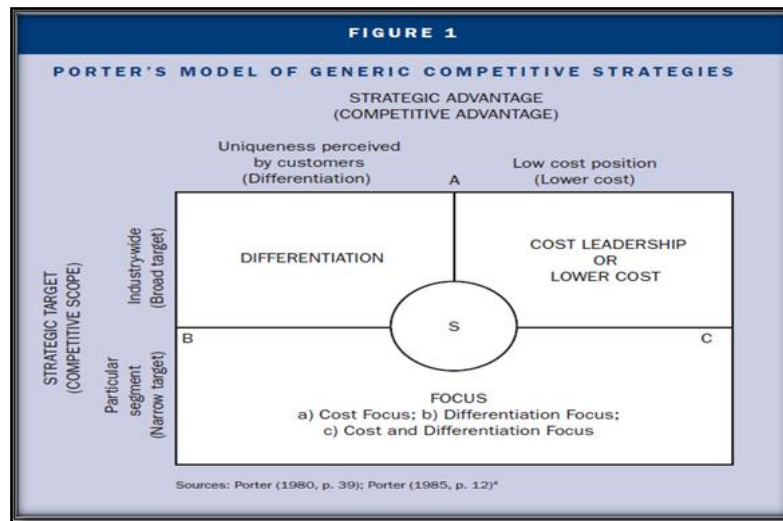 FIGURE 1
PORTER'S MODEL OF GENERIC COMPETITIVE STRATEGIES
STRATEGIC ADVANTAGE
(COMPETITIVE ADVANTAGE)
Uniqueness perceived
by customers
(Differentiation)
A
Low cost position
(Lower cost)
STRATEGIC TARGET
(COMPETITIVE SCOPE)
Industry-wide
(Broad target)
DIFFERENTIATION
COST LEADERSHIP
OR
LOWER COST
S
B
C
Particular
segment
(Narrow target)
FOCUS
a) Cost Focus; b) Differentiation Focus;
c) Cost and Differentiation Focus
Sources: Porter (1980, p. 39); Porter (1985, p. 12)⁴